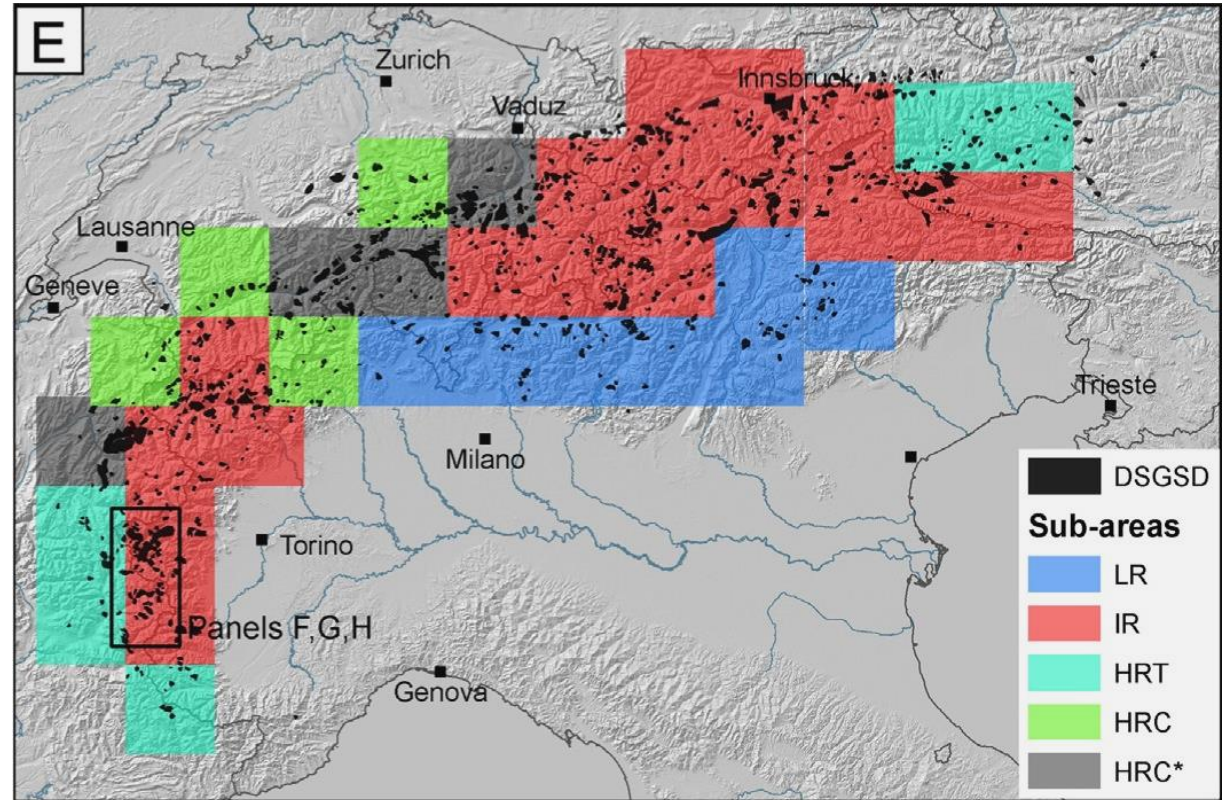 E
Zurich
Innsbruck
Vaduz
Lausanne
Geneve
Trieste
Milano
DSGSD
Sub-areas
Torino
LR
IR
Panels F,G,H
HRT
Genova
HRC
HRC*